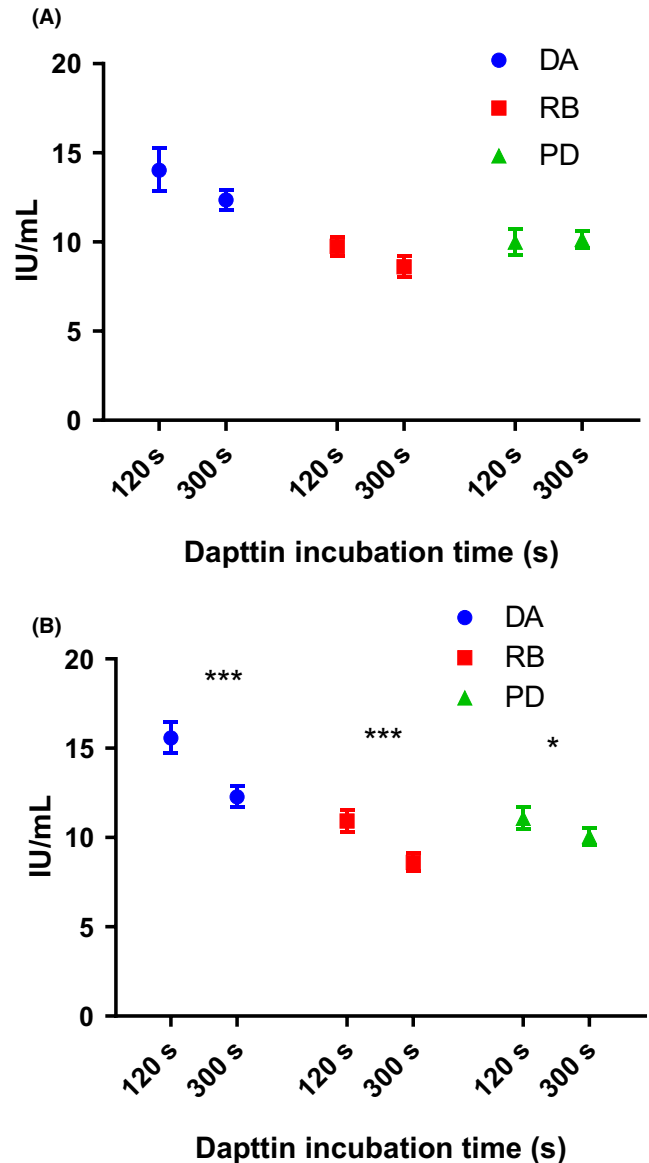 (A)
DA
RB
PD
20
15
10
5
0
IU/mL
120 s
300 s
120 s
300 s
120 s
300 s
Dapttin incubation time (s)
(B)
DA
RB
PD
20
15
10
5
0
IU/mL
***
***
*
120 s
300 s
120 s
300 s
120 s
300 s
Dapttin incubation time (s)